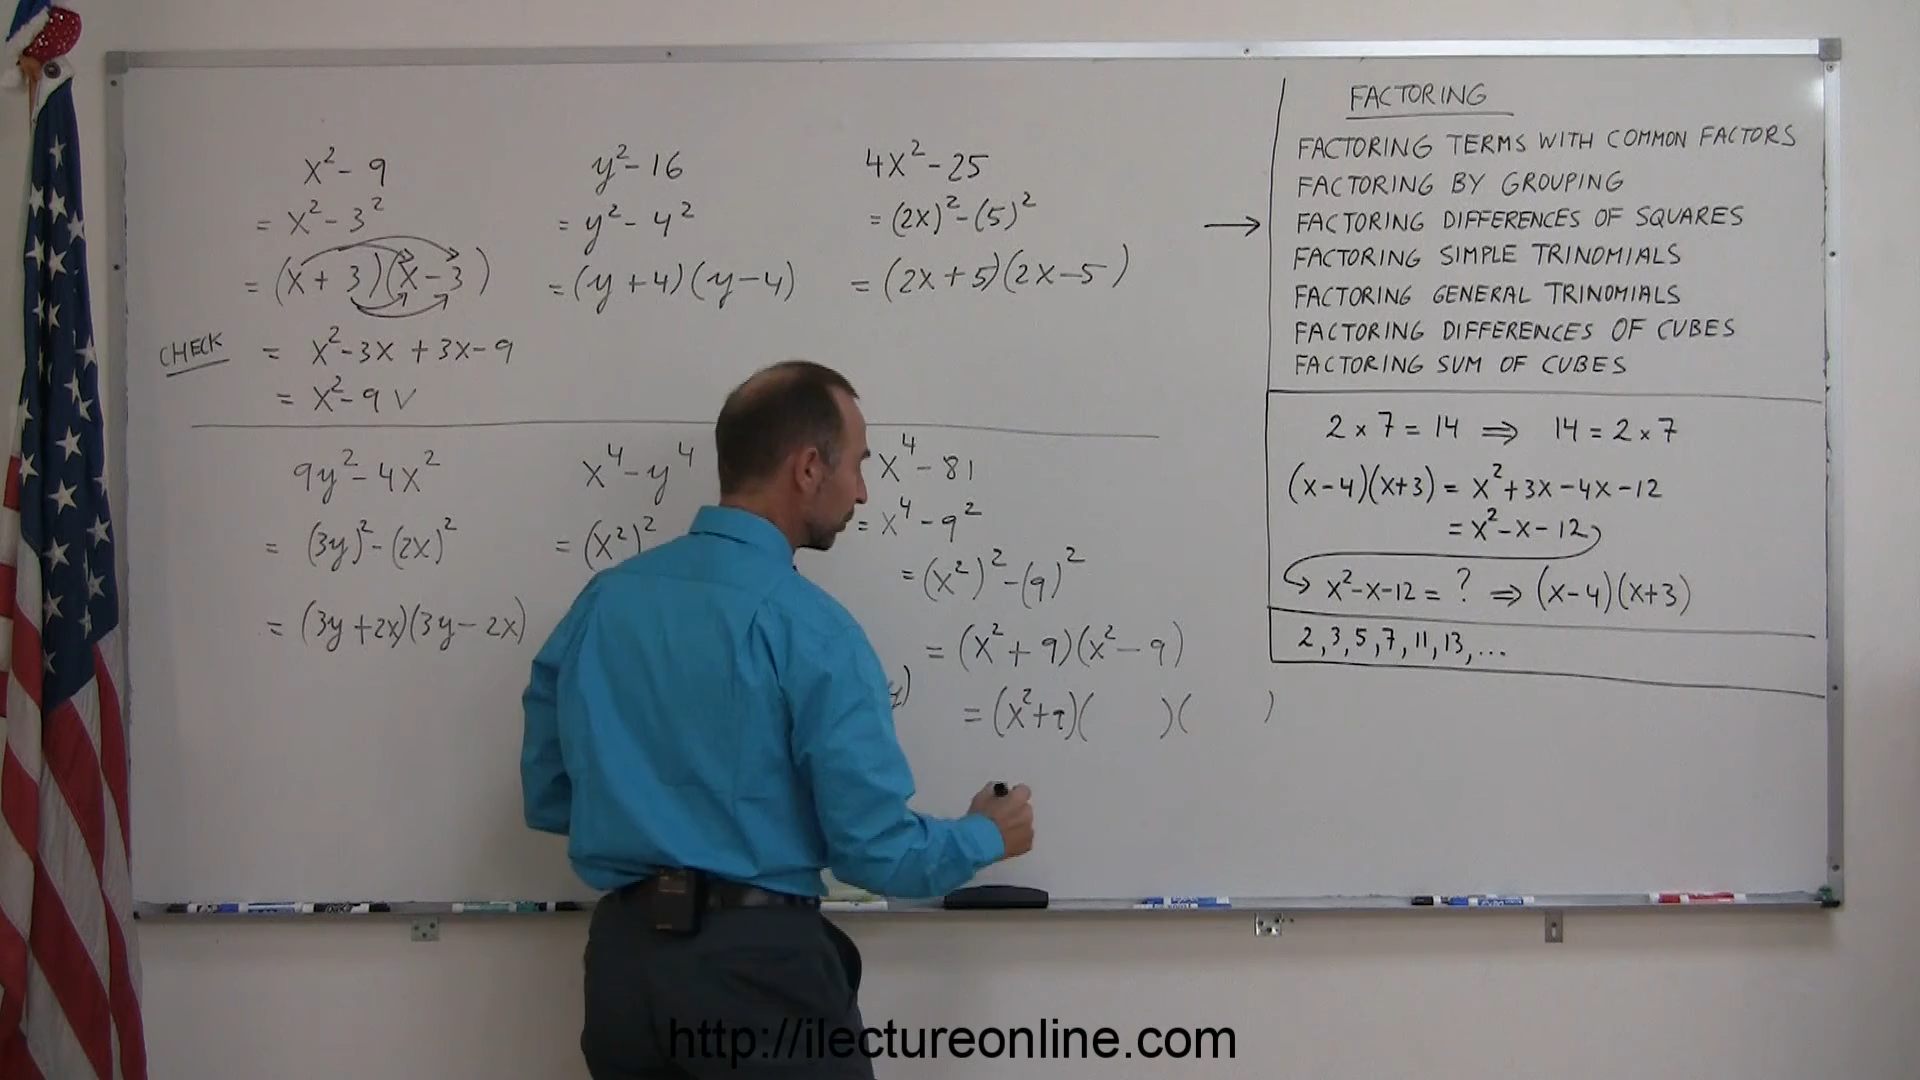 x² - 9
= x² - 3²
= (x + 3)(x - 3)
CHECK = x² - 3x + 3x - 9
= x² - 9 √
y² - 16
= y² - 4²
= (y + 4)(y - 4)
4x² - 25
= (2x)² - (5)²
= (2x + 5)(2x - 5)
9y² - 4x²
= (3y)² - (2x)²
= (3y + 2x)(3y - 2x)
x⁴ - y⁴
= (x²)²
y)
x⁴ - 81
= x⁴ - 9²
= (x²)² - (9)²
= (x² + 9)(x² - 9)
= (x² + 9)( )( )
FACTORING
FACTORING TERMS WITH COMMON FACTORS
FACTORING BY GROUPING
→ FACTORING DIFFERENCES OF SQUARES
FACTORING SIMPLE TRINOMIALS
FACTORING GENERAL TRINOMIALS
FACTORING DIFFERENCES OF CUBES
FACTORING SUM OF CUBES
2 × 7 = 14 ⇒ 14 = 2 × 7
(x - 4)(x + 3) = x² + 3x - 4x - 12
= x² - x - 12
x² - x - 12 = ? ⇒ (x - 4)(x + 3)
2, 3, 5, 7, 11, 13, ...
http://ilectureonline.com